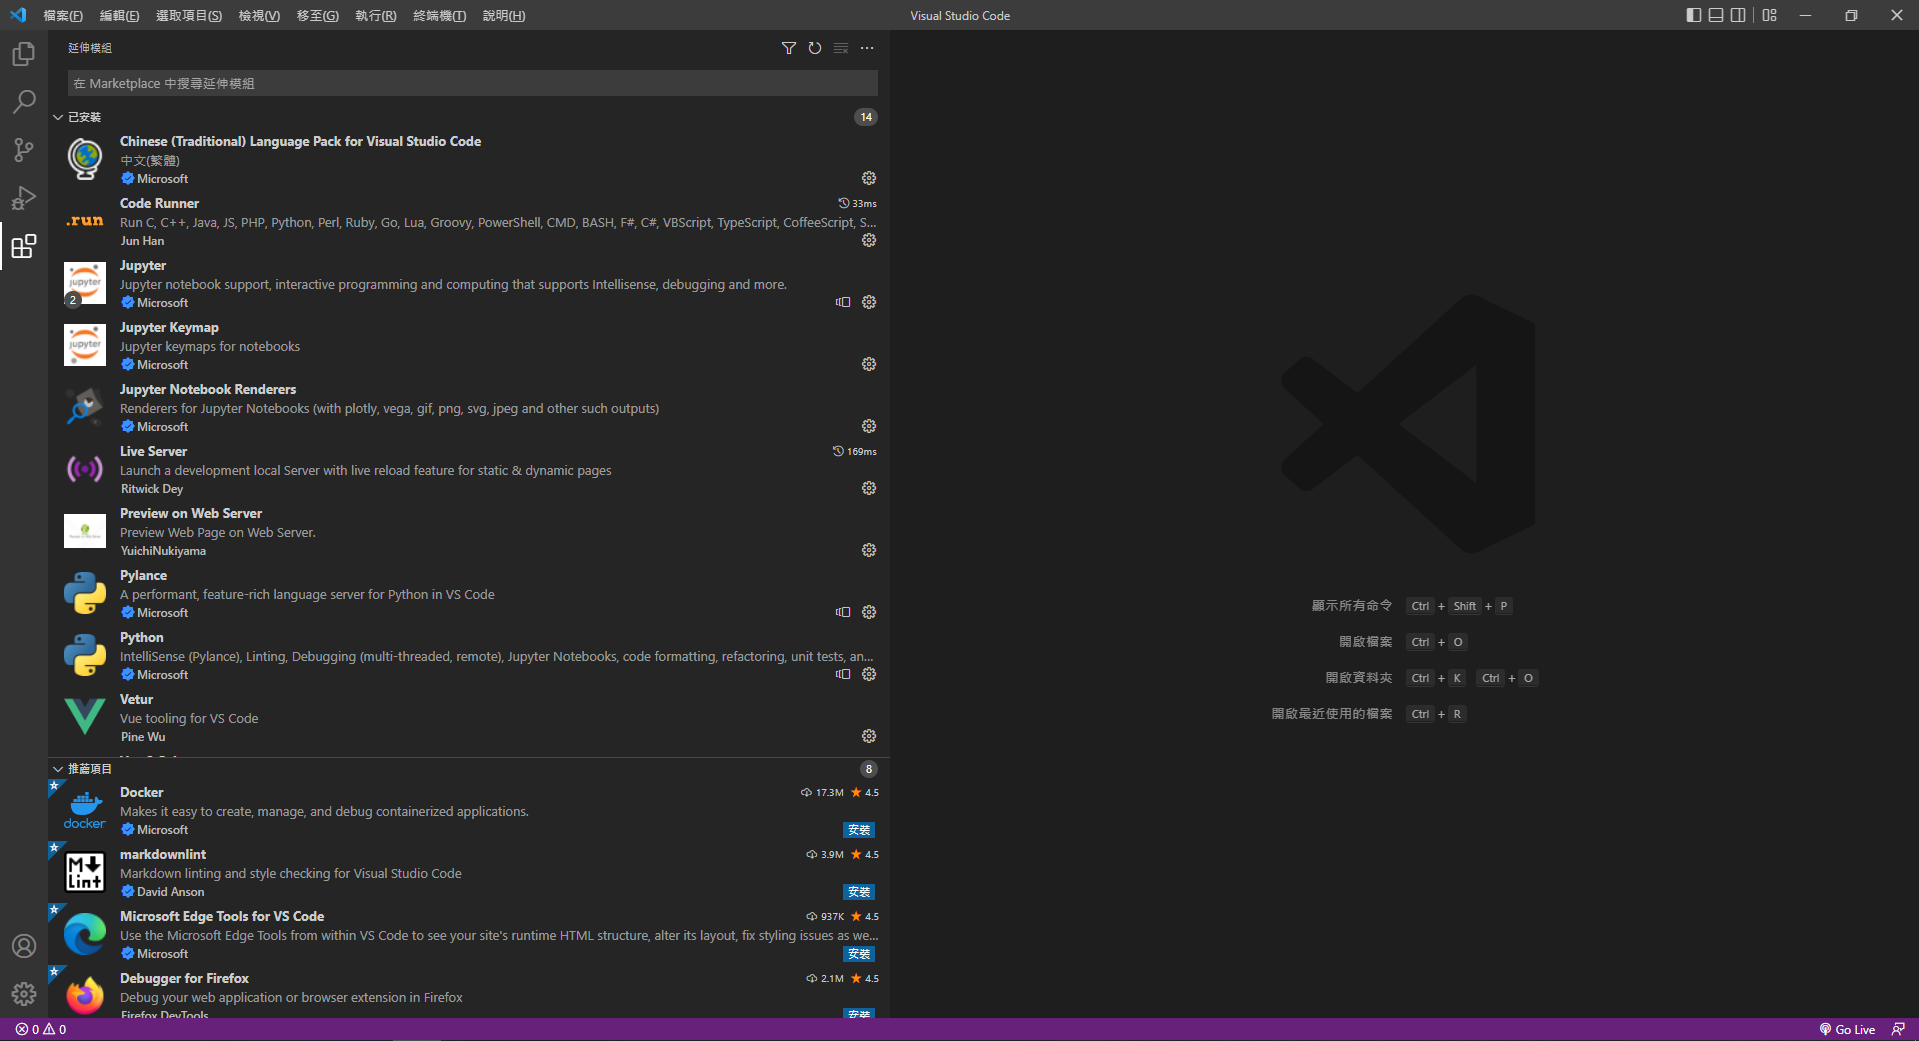 檔案(F) 編輯(E) 選取項目(S) 檢視(V) 移至(G) 執行(R) 終端機(T) 說明(H) Visual Studio Code
延伸模組
在 Marketplace 中搜尋延伸模組
已安裝 14
Chinese (Traditional) Language Pack for Visual Studio Code
中文(繁體)
Microsoft
.run
Code Runner 33ms
Run C, C++, Java, JS, PHP, Python, Perl, Ruby, Go, Lua, Groovy, PowerShell, CMD, BASH, F#, C#, VBScript, TypeScript, CoffeeScript, S...
Jun Han
jupyter
2
Jupyter
Jupyter notebook support, interactive programming and computing that supports Intellisense, debugging and more.
Microsoft
jupyter
Jupyter Keymap
Jupyter keymaps for notebooks
Microsoft
Jupyter Notebook Renderers
Renderers for Jupyter Notebooks (with plotly, vega, gif, png, svg, jpeg and other such outputs)
Microsoft
Live Server 169ms
Launch a development local Server with live reload feature for static & dynamic pages
Ritwick Dey
Preview on Web Server
Preview Web Page on Web Server.
YuichiNukiyama
Pylance
A performant, feature-rich language server for Python in VS Code
Microsoft
Python
IntelliSense (Pylance), Linting, Debugging (multi-threaded, remote), Jupyter Notebooks, code formatting, refactoring, unit tests, an...
Microsoft
Vetur
Vue tooling for VS Code
Pine Wu
推薦項目 8
docker
Docker 17.3M 4.5
Makes it easy to create, manage, and debug containerized applications.
Microsoft 安裝
M
Lint
markdownlint 3.9M 4.5
Markdown linting and style checking for Visual Studio Code
David Anson 安裝
Microsoft Edge Tools for VS Code 937K 4.5
Use the Microsoft Edge Tools from within VS Code to see your site's runtime HTML structure, alter its layout, fix styling issues as we...
Microsoft 安裝
Debugger for Firefox 2.1M 4.5
Debug your web application or browser extension in Firefox
Firefox DevTools 安裝
顯示所有命令 Ctrl + Shift + P
開啟檔案 Ctrl + O
開啟資料夾 Ctrl + K Ctrl + O
開啟最近使用的檔案 Ctrl + R
0 0 Go Live